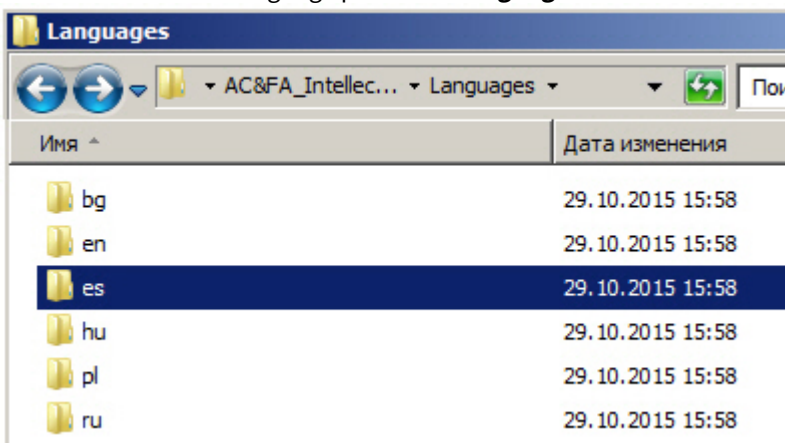 Languages
AC&FA_Intellec... Languages
Имя Дата изменения
bg 29.10.2015 15:58
en 29.10.2015 15:58
es 29.10.2015 15:58
hu 29.10.2015 15:58
pl 29.10.2015 15:58
ru 29.10.2015 15:58